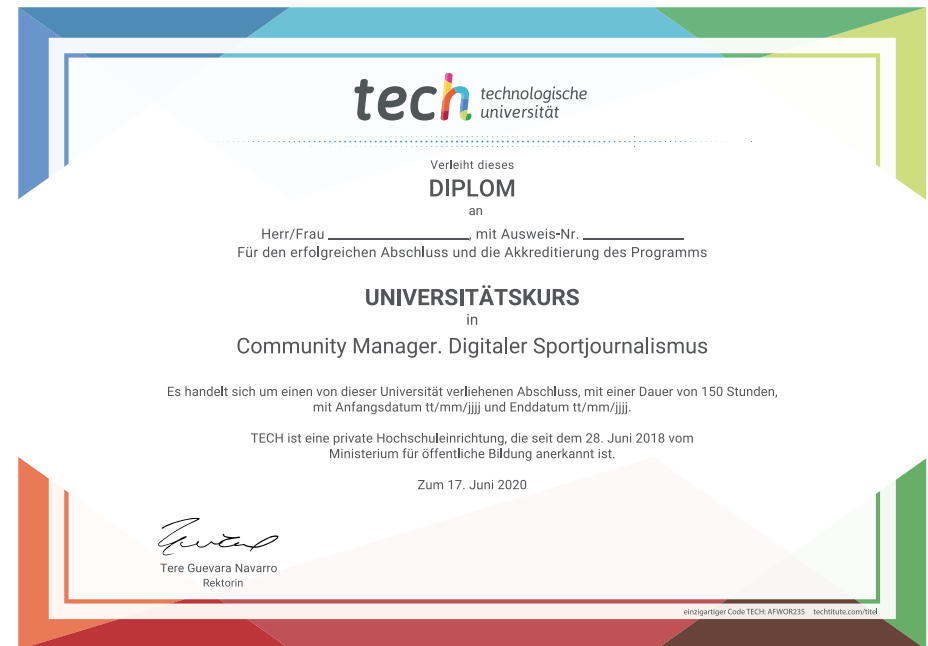 tech technologische
universität
Verleiht dieses
DIPLOM
an
Herr/Frau ____________, mit Ausweis-Nr. ____________
Für den erfolgreichen Abschluss und die Akkreditierung des Programms
UNIVERSITÄTSKURS
in
Community Manager. Digitaler Sportjournalismus
Es handelt sich um einen von dieser Universität verliehenen Abschluss, mit einer Dauer von 150 Stunden,
mit Anfangsdatum tt/mm/jjjj und Enddatum tt/mm/jjjj.
TECH ist eine private Hochschuleinrichtung, die seit dem 28. Juni 2018 vom
Ministerium für öffentliche Bildung anerkannt ist.
Zum 17. Juni 2020
Tere Guevara Navarro
Rektorin
einzigartiger Code TECH: AFWOR235 techtitute.com/titel